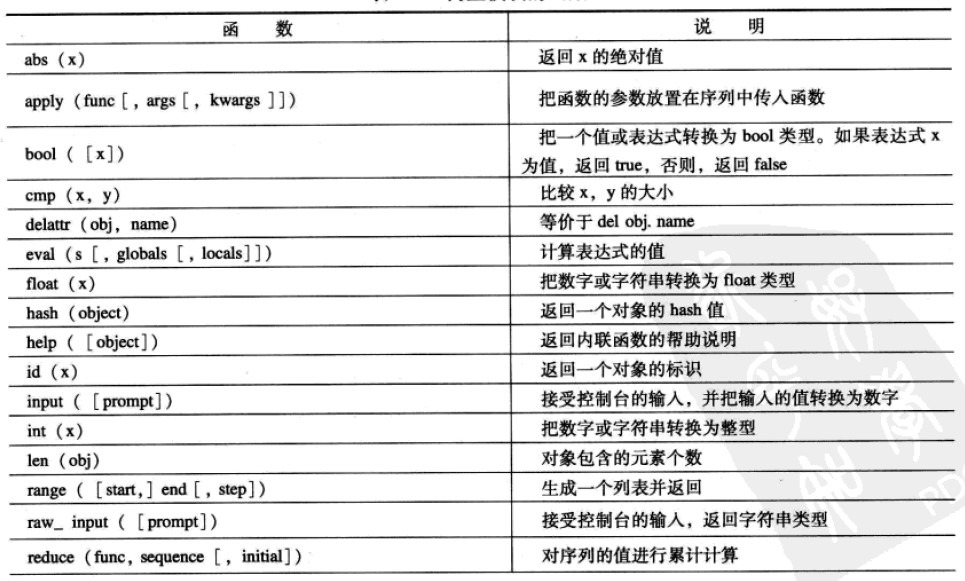 函 数 说 明
abs (x) 返回 x 的绝对值
apply (func [, args [, kwargs ]]) 把函数的参数放置在序列中传入函数
bool ( [x]) 把一个值或表达式转换为 bool 类型。如果表达式 x
为值，返回 true，否则，返回 false
cmp (x, y) 比较 x，y 的大小
delattr (obj, name) 等价于 del obj. name
eval (s [, globals [, locals]]) 计算表达式的值
float (x) 把数字或字符串转换为 float 类型
hash (object) 返回一个对象的 hash 值
help ( [object]) 返回内联函数的帮助说明
id (x) 返回一个对象的标识
input ( [prompt]) 接受控制台的输入，并把输入的值转换为数字
int (x) 把数字或字符串转换为整型
len (obj) 对象包含的元素个数
range ( [start,] end [, step]) 生成一个列表并返回
raw_ input ( [prompt]) 接受控制台的输入，返回字符串类型
reduce (func, sequence [, initial]) 对序列的值进行累计计算